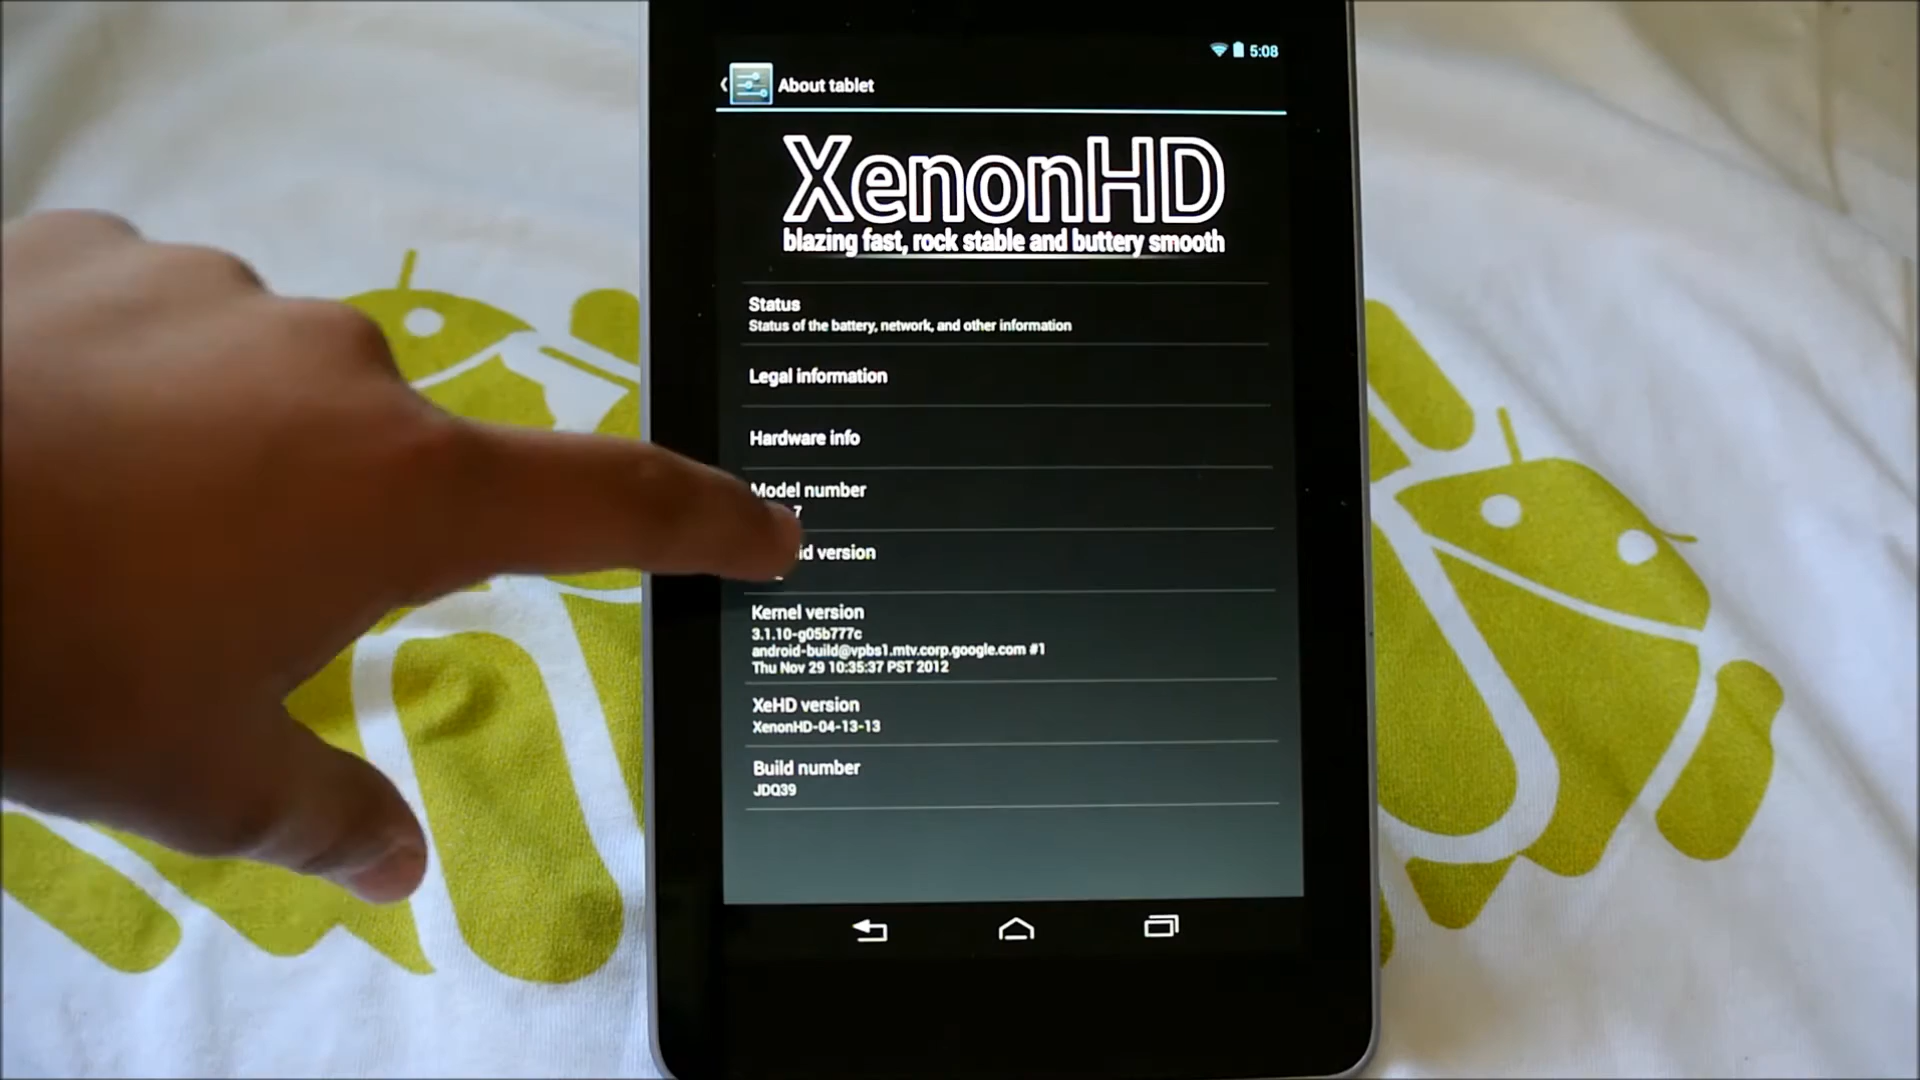 5:08
About tablet
XenonHD
blazing fast, rock stable and buttery smooth
Status
Status of the battery, network, and other information
Legal information
Hardware info
Model number
7
version
Kernel version
3.1.10-g05b777c
android-build@vpbs1.mtv.corp.google.com #1
Thu Nov 29 10:35:37 PST 2012
XeHD version
XenonHD-04-13-13
Build number
JDQ39